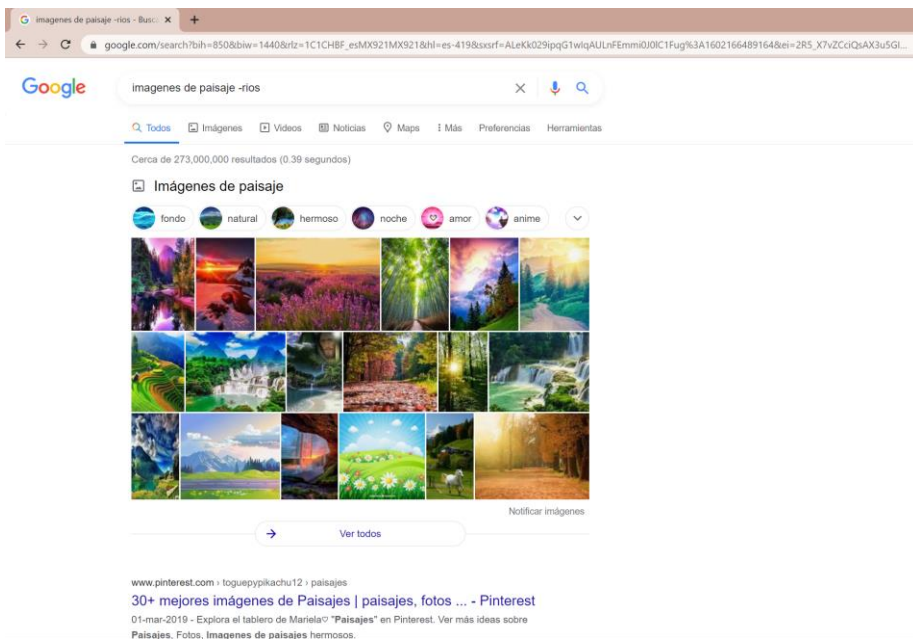 imagenes de paisaje -rios - Busc
google.com/search?bih=850&biw=1440&rlz=1C1CHBF_esMX921MX921&hl=es-419&sxsrf=ALeKk029ipqG1wIqAULnFEmmi0J0lC1Fug%3A1602166489164&ei=2R5_X7vZCciQsAX3u5GI...
Google
imagenes de paisaje -rios
Todos Imágenes Videos Noticias Maps Más Preferencias Herramientas
Cerca de 273,000,000 resultados (0.39 segundos)
Imágenes de paisaje
fondo natural hermoso noche amor anime
Notificar imágenes
Ver todos
www.pinterest.com › toguepypikachu12 › paisajes
30+ mejores imágenes de Paisajes | paisajes, fotos ... - Pinterest
01-mar-2019 - Explora el tablero de Mariela♡ "Paisajes" en Pinterest. Ver más ideas sobre
Paisajes, Fotos, Imagenes de paisajes hermosos.